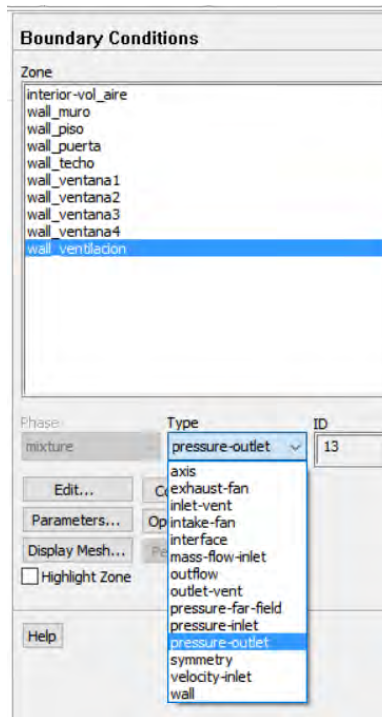 Boundary Conditions
Zone
interior-vol_aire
wall_muro
wall_piso
wall_puerta
wall_techo
wall_ventana1
wall_ventana2
wall_ventana3
wall_ventana4
wall_ventilacion
Phase Type ID
mixture pressure-outlet 13
axis
exhaust-fan
inlet-vent
intake-fan
interface
mass-flow-inlet
outflow
outlet-vent
pressure-far-field
pressure-inlet
pressure-outlet
symmetry
velocity-inlet
wall
Edit...
Parameters...
Display Mesh...
Highlight Zone
Help